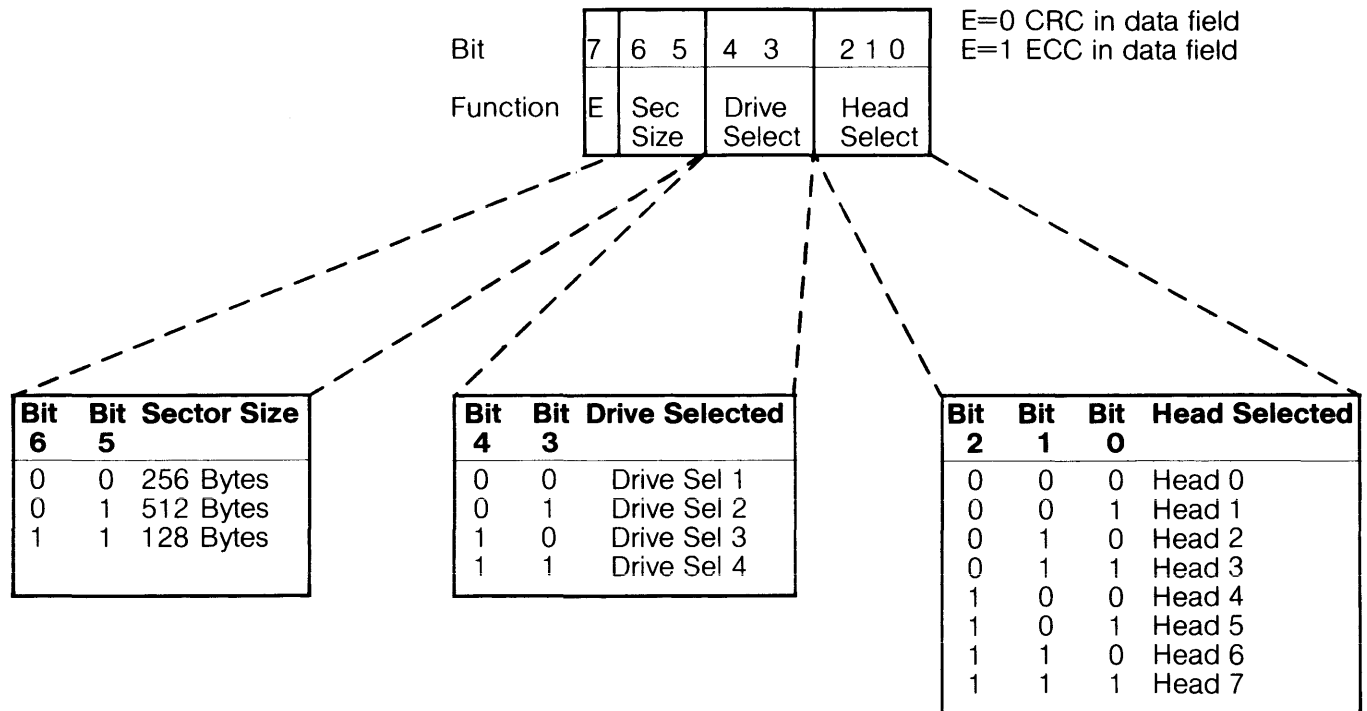 E=0 CRC in data field
Bit 7 6 5 4 3 2 1 0 E=1 ECC in data field
Function E Sec Drive Head
Size Select Select
Bit Bit Sector Size
6 5
0 0 256 Bytes
0 1 512 Bytes
1 1 128 Bytes
Bit Bit Drive Selected
4 3
0 0 Drive Sel 1
0 1 Drive Sel 2
1 0 Drive Sel 3
1 1 Drive Sel 4
Bit Bit Bit Head Selected
2 1 0
0 0 0 Head 0
0 0 1 Head 1
0 1 0 Head 2
0 1 1 Head 3
1 0 0 Head 4
1 0 1 Head 5
1 1 0 Head 6
1 1 1 Head 7